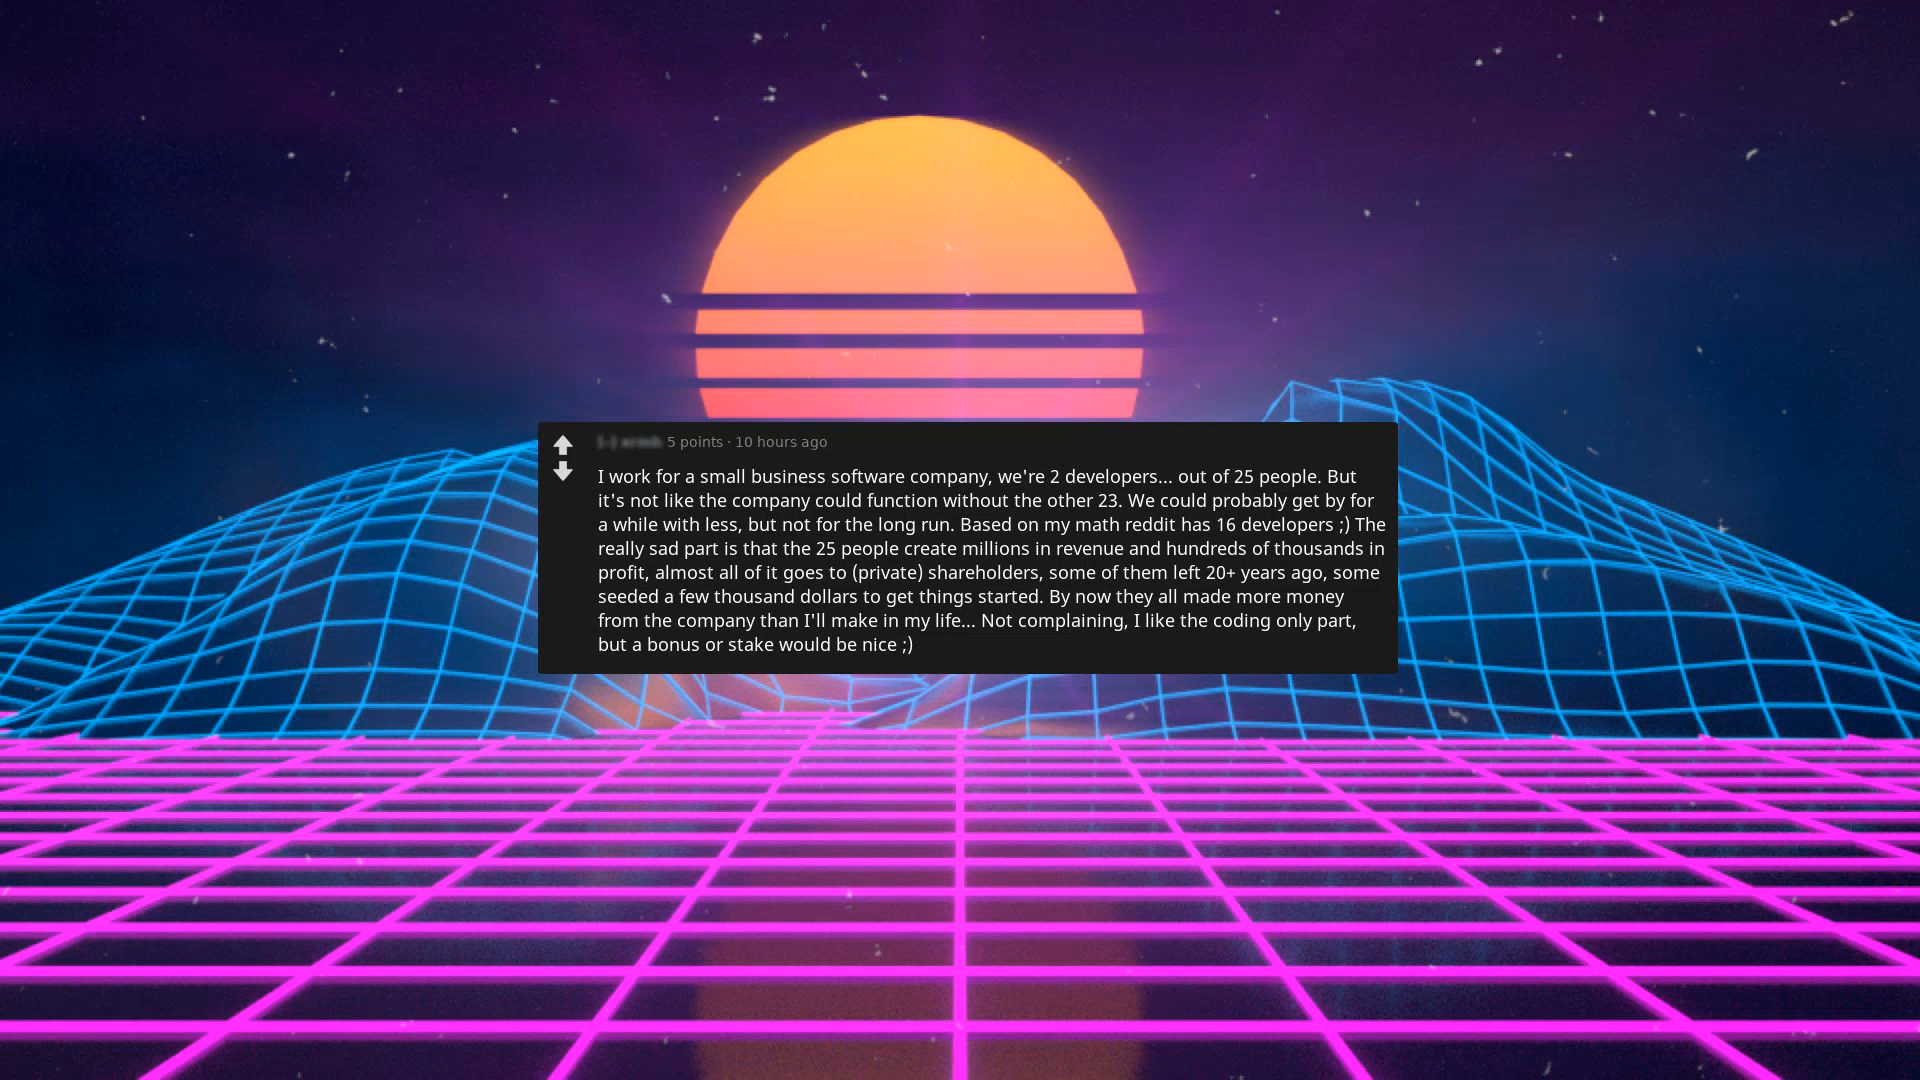 5 points · 10 hours ago
I work for a small business software company, we're 2 developers... out of 25 people. But
it's not like the company could function without the other 23. We could probably get by for
a while with less, but not for the long run. Based on my math reddit has 16 developers ;) The
really sad part is that the 25 people create millions in revenue and hundreds of thousands in
profit, almost all of it goes to (private) shareholders, some of them left 20+ years ago, some
seeded a few thousand dollars to get things started. By now they all made more money
from the company than I'll make in my life... Not complaining, I like the coding only part,
but a bonus or stake would be nice ;)